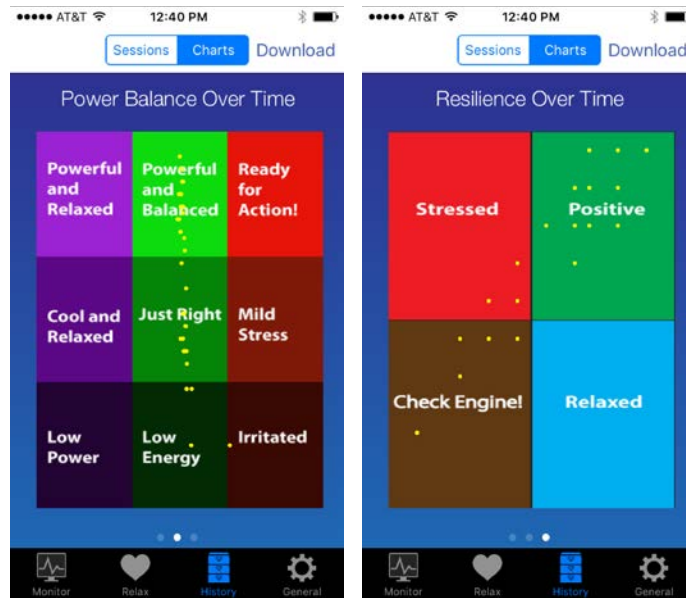 AT&T 12:40 PM
Sessions Charts Download
Power Balance Over Time
Powerful and Relaxed
Powerful and Balanced
Ready for Action!
Cool and Relaxed
Just Right
Mild Stress
Low Power
Low Energy
Irritated
Monitor Relax History General
AT&T 12:40 PM
Sessions Charts Download
Resilience Over Time
Stressed
Positive
Check Engine!
Relaxed
Monitor Relax History General